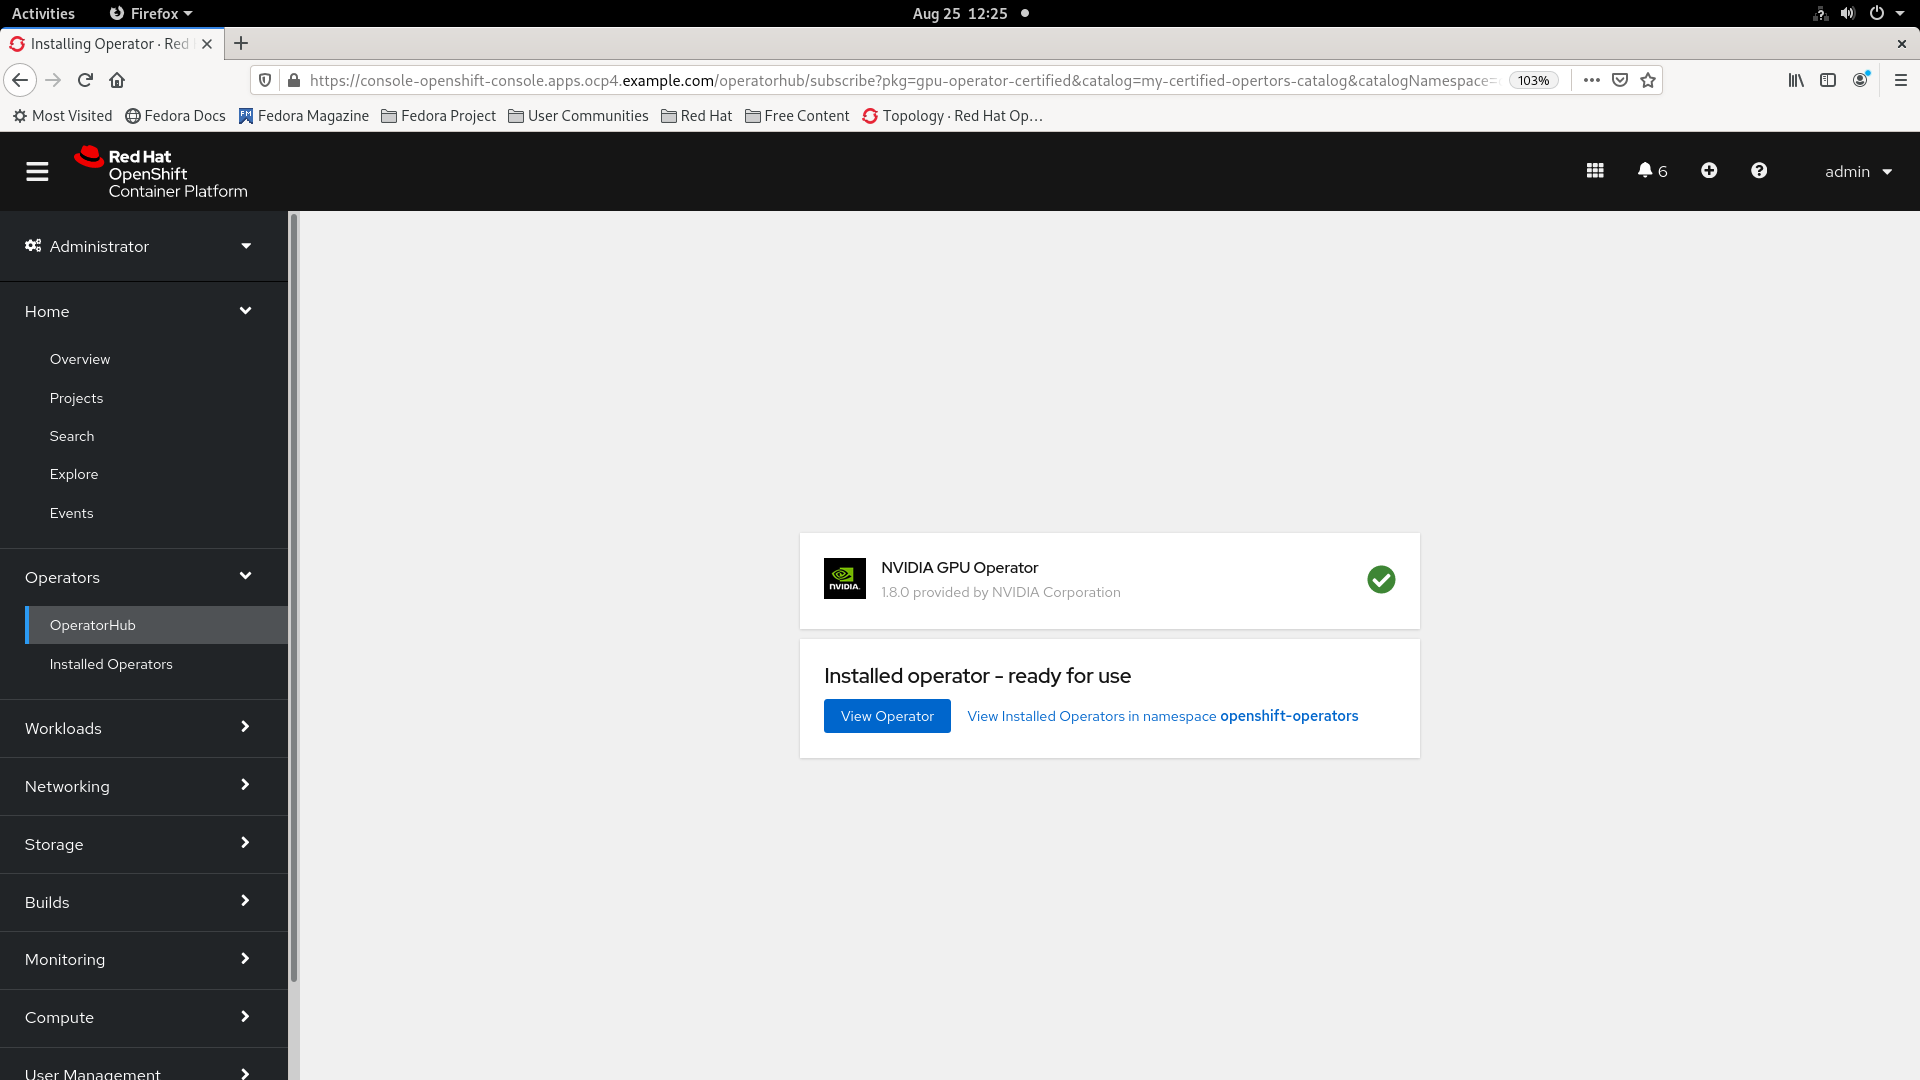 Activities
Firefox
Aug 25 12:25
Installing Operator · Red
https://console-openshift-console.apps.ocp4.example.com/operatorhub/subscribe?pkg=gpu-operator-certified&catalog=my-certified-opertors-catalog&catalogNamespace=
103%
Most Visited
Fedora Docs
Fedora Magazine
Fedora Project
User Communities
Red Hat
Free Content
Topology · Red Hat Op…
Red Hat
OpenShift
Container Platform
6
admin
Administrator
Home
Overview
Projects
Search
Explore
Events
Operators
OperatorHub
Installed Operators
Workloads
Networking
Storage
Builds
Monitoring
Compute
User Management
NVIDIA
NVIDIA GPU Operator
1.8.0 provided by NVIDIA Corporation
Installed operator - ready for use
View Operator
View Installed Operators in namespace openshift-operators